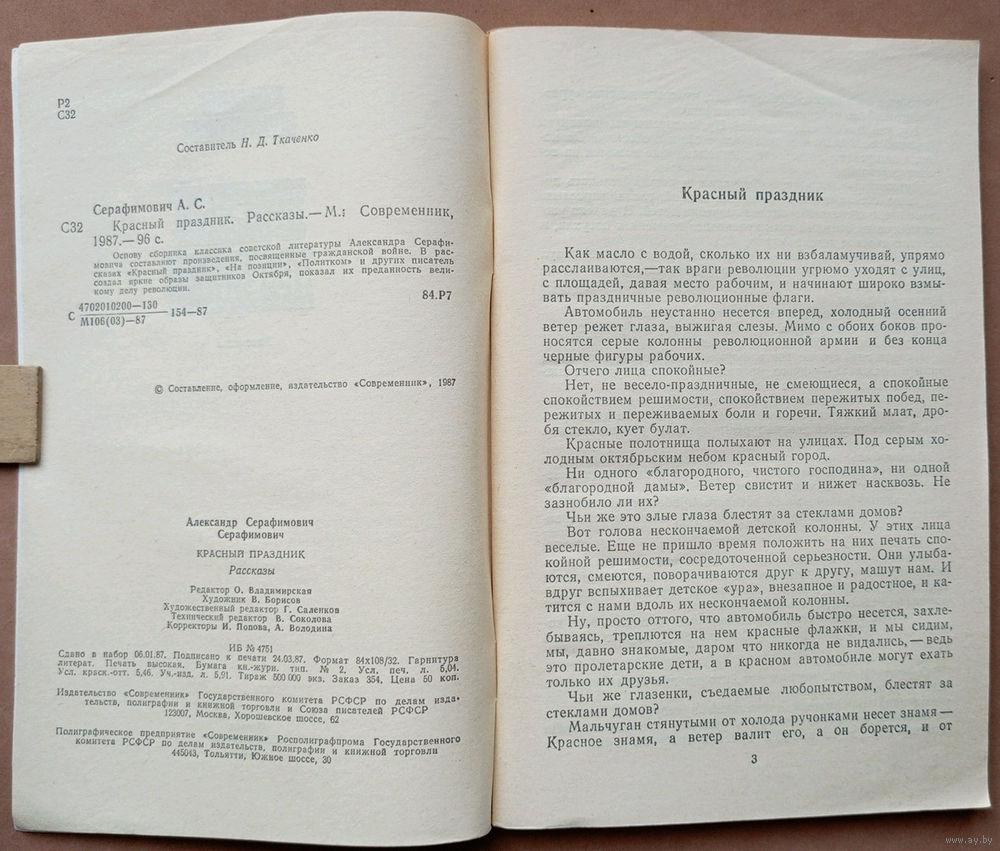 Р2
С32
Составитель Н. Д. Ткаченко
Серафимович А. С.
С32 Красный праздник. Рассказы.— М.: Современник,
1987.— 96 с.
Основу сборника классика советской литературы Александра Серафи-
мовича составляют произведения, посвященные гражданской войне. В рас-
сказах «Красный праздник», «На позиции», «Политком» и других писатель
создал яркие образы защитников Октября, показал их преданность вели-
кому делу революции.
84.Р7
С 4702010200—130 154—87
М106(03)—87
© Составление, оформление, издательство «Современник», 1987
Александр Серафимович
Серафимович
КРАСНЫЙ ПРАЗДНИК
Рассказы
Редактор О. Владимирская
Художник В. Борисов
Художественный редактор Г. Саленков
Технический редактор В. Соколова
Корректоры И. Попова, А. Володина
ИБ № 4751
Сдано в набор 06.01.87. Подписано к печати 24.03.87. Формат 84х108/32. Гарнитура
литерат. Печать высокая. Бумага кн.-журн. тип. № 2. Усл. печ. л. 5,04.
Усл. краск.-отт. 5,46. Уч.-изд. л. 5,91. Тираж 500 000 экз. Заказ 354, Цена 50 коп.
Издательство «Современник» Государственного комитета РСФСР по делам изда-
тельств, полиграфии и книжной торговли и Союза писателей РСФСР
123007, Москва, Хорошевское шоссе, 62
Полиграфическое предприятие «Современник» Росполиграфпрома Государственного
комитета РСФСР по делам издательств, полиграфии и книжной торговли
445043, Тольятти, Южное шоссе, 30
Красный праздник
Как масло с водой, сколько их ни взбаламучивай, упрямо
расслаиваются,—так враги революции угрюмо уходят с улиц,
с площадей, давая место рабочим, и начинают широко взмы-
вать праздничные революционные флаги.
Автомобиль неустанно несется вперед, холодный осенний
ветер режет глаза, выжигая слезы. Мимо с обоих боков про-
носятся серые колонны революционной армии и без конца
черные фигуры рабочих.
Отчего лица спокойные?
Нет, не весело-праздничные, не смеющиеся, а спокойные
спокойствием решимости, спокойствием пережитых побед, пе-
режитых и переживаемых боли и горечи. Тяжкий млат, дро-
бя стекло, кует булат.
Красные полотнища полыхают на улицах. Под серым хо-
лодным октябрьским небом красный город.
Ни одного «благородного, чистого господина», ни одной
«благородной дамы». Ветер свистит и нижет насквозь. Не
зазнобило ли их?
Чьи же это злые глаза блестят за стеклами домов?
Вот голова нескончаемой детской колонны. У этих лица
веселые. Еще не пришло время положить на них печать спо-
койной решимости, сосредоточенной серьезности. Они улыба-
ются, смеются, поворачиваются друг к другу, машут нам. И
вдруг вспыхивает детское «ура», внезапное и радостное, и ка-
тится с нами вдоль их нескончаемой колонны.
Ну, просто оттого, что автомобиль быстро несется, захле-
бываясь, треплются на нем красные флажки, и мы сидим,
мы, давно знакомые, даром что никогда не видались,— ведь
это пролетарские дети, а в красном автомобиле могут ехать
только их друзья.
Чьи же глазенки, съедаемые любопытством, блестят за
стеклами домов?
Мальчуган стянутыми от холода ручонками несет знамя—
Красное знамя, а ветер валит его, а он борется, и от
3
www.ay.by